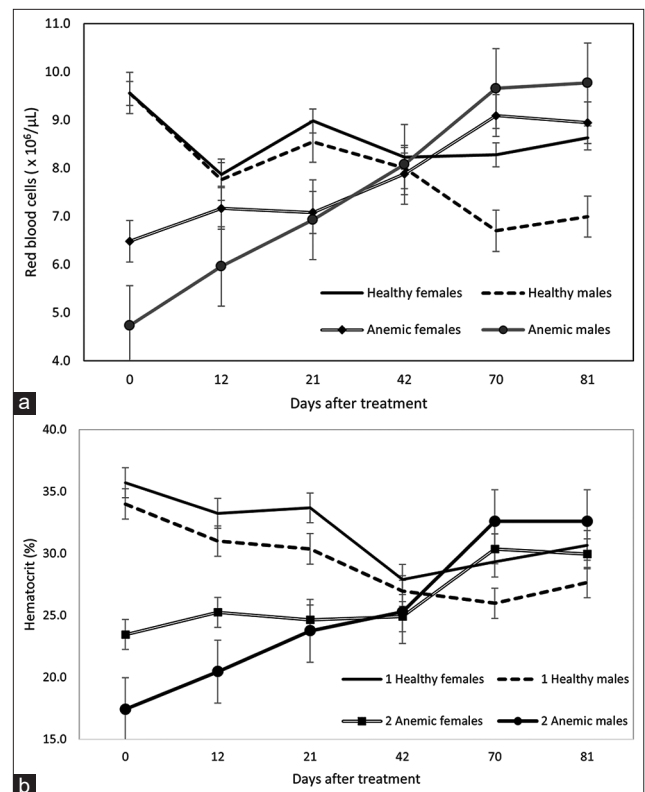 11.0
10.0
9.0
8.0
7.0
6.0
5.0
4.0
Red blood cells ( x 10⁶/μL)
Healthy females
Healthy males
Anemic females
Anemic males
0 12 21 42 70 81
Days after treatment
a
40.0
35.0
30.0
25.0
20.0
15.0
Hematocrit (%)
1 Healthy females
1 Healthy males
2 Anemic females
2 Anemic males
0 12 21 42 70 81
Days after treatment
b